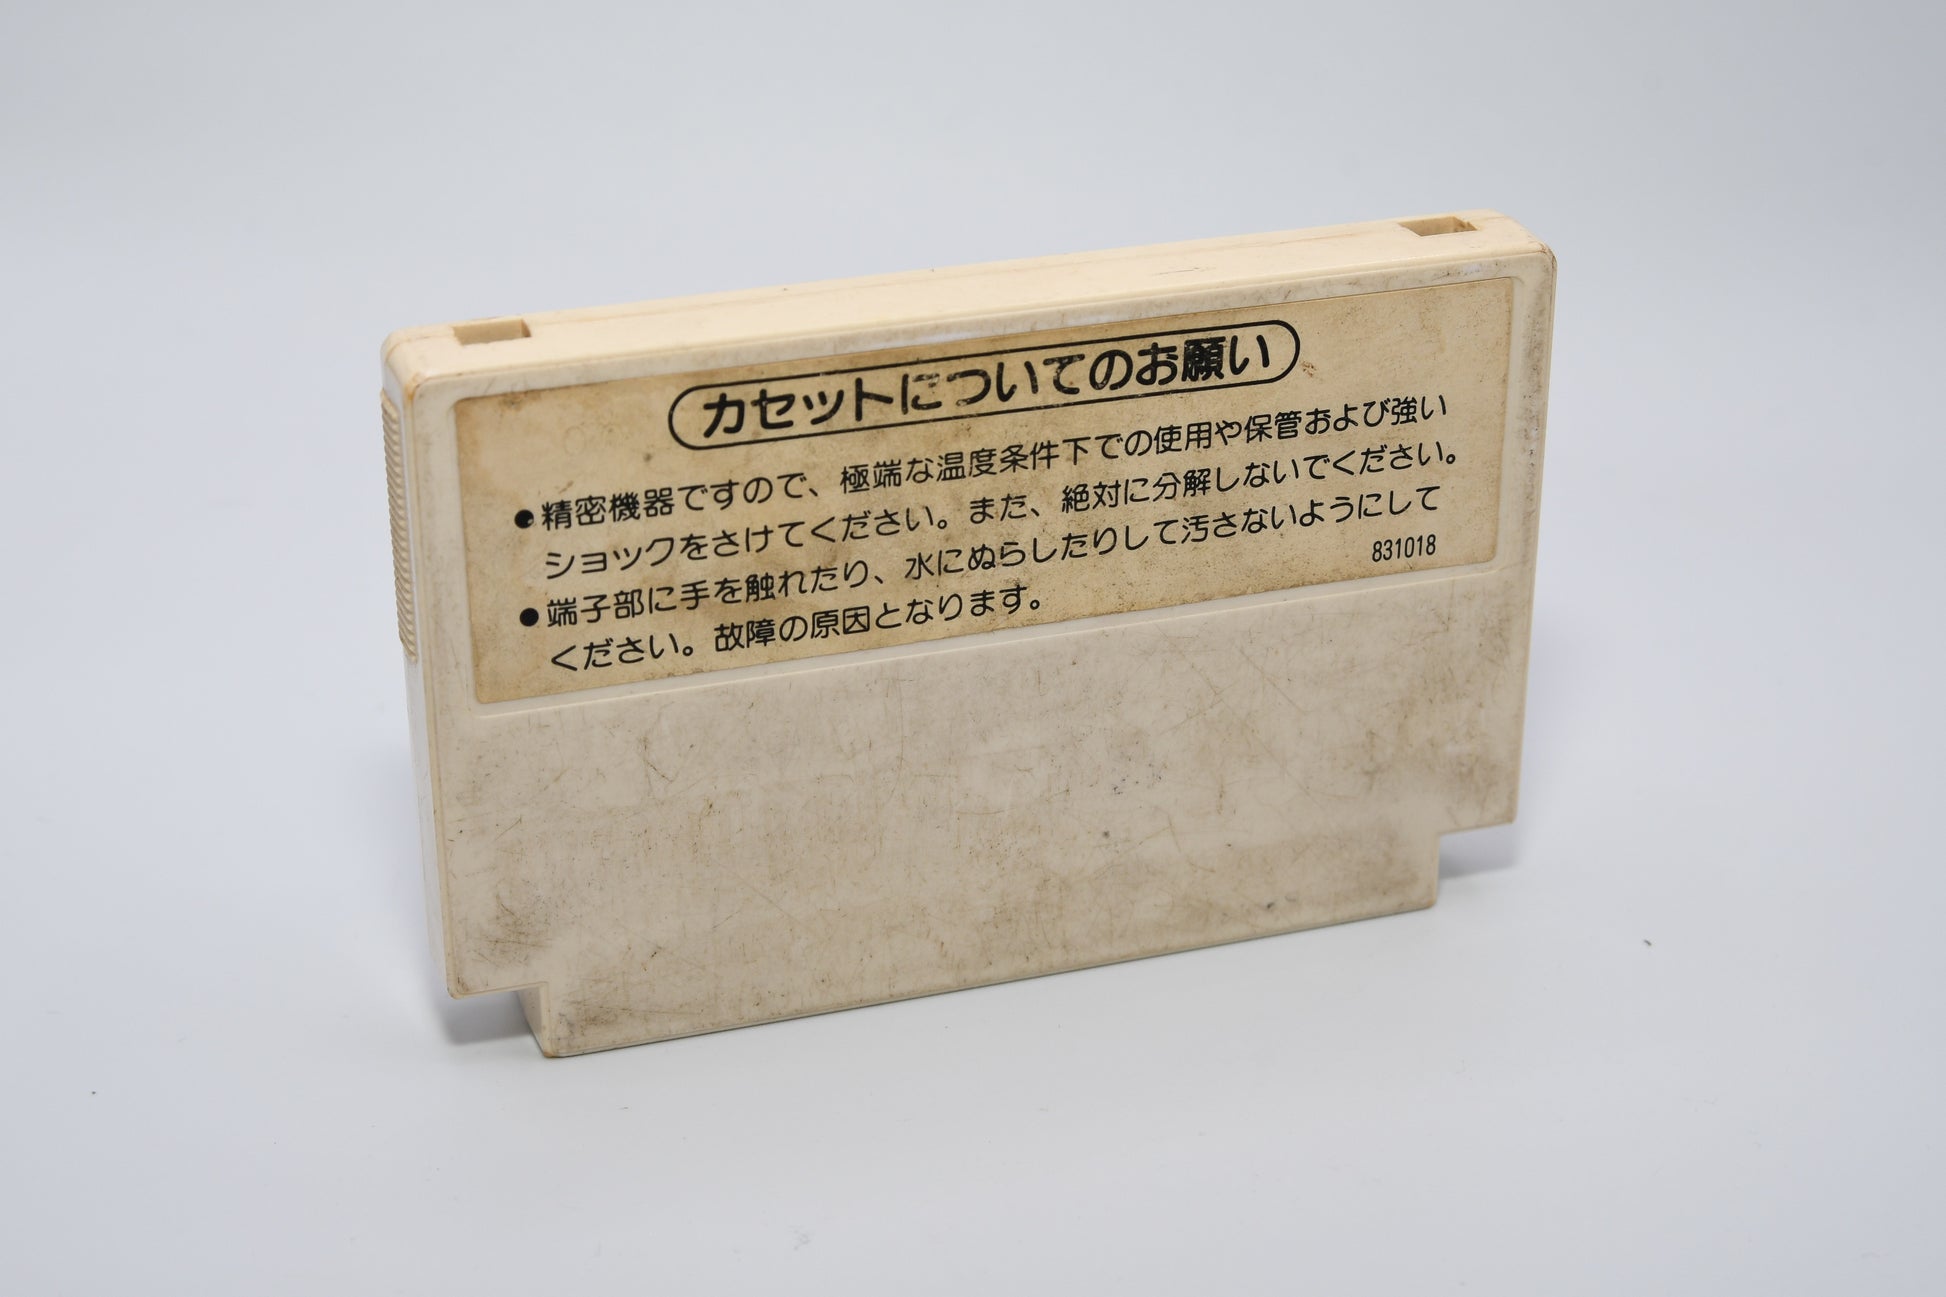 カセットについてのお願い
●精密機器ですので、極端な温度条件下での使用や保管および強い
ショックをさけてください。また、絶対に分解しないでください。
●端子部に手を触れたり、水にぬらしたりして汚さないようにして
ください。故障の原因となります。
831018